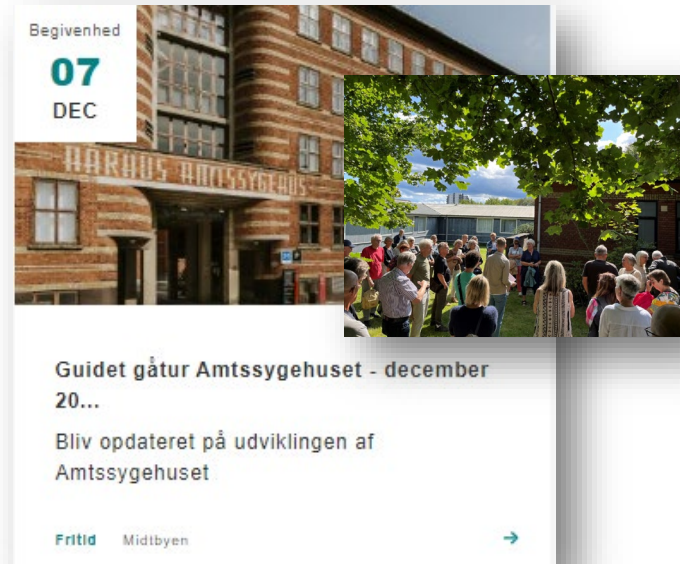 Begivenhed
07
DEC
AARHUS AMTSSYGEHUS
Guidet gåtur Amtssygehuset - december
20...
Bliv opdateret på udviklingen af
Amtssygehuset
Fritid Midtbyen